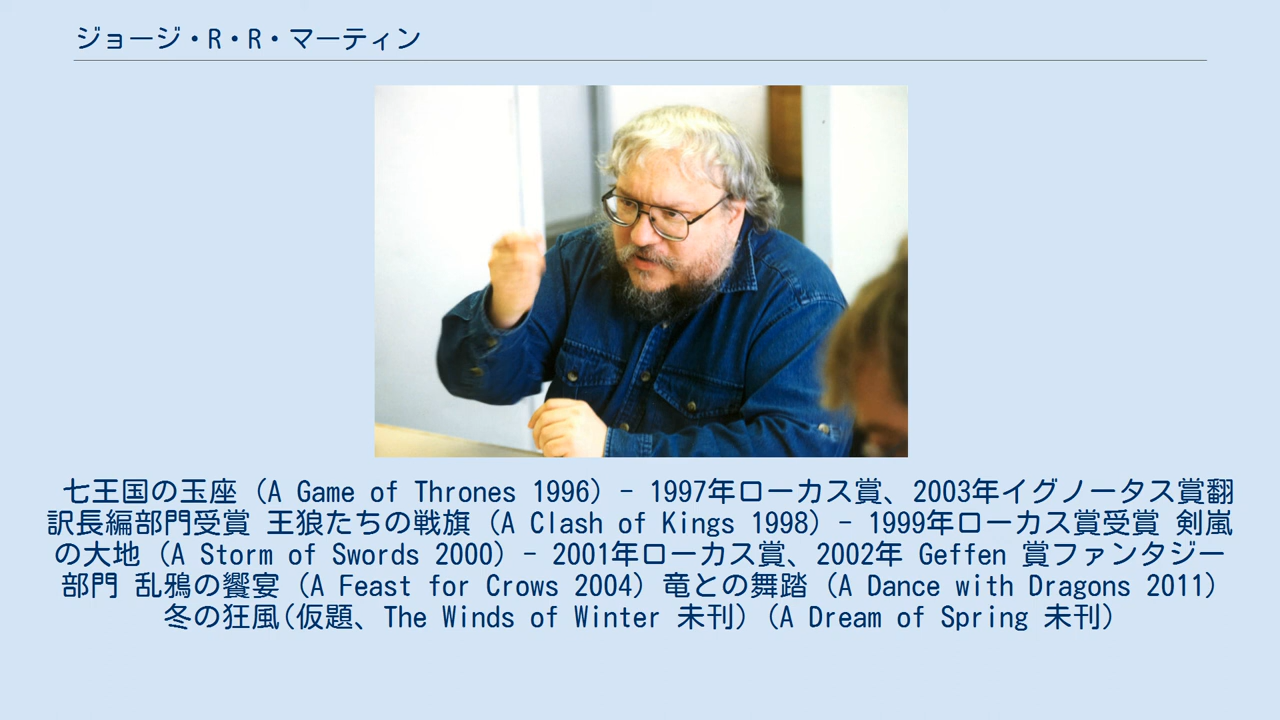 ジョージ・R・R・マーティン
七王国の玉座 (A Game of Thrones 1996) - 1997年ローカス賞、2003年イグノータス賞翻
訳長編部門受賞 王狼たちの戦旗 (A Clash of Kings 1998) - 1999年ローカス賞受賞 剣嵐
の大地 (A Storm of Swords 2000) - 2001年ローカス賞、2002年 Geffen 賞ファンタジー
部門 乱鴉の饗宴 (A Feast for Crows 2004) 竜との舞踏 (A Dance with Dragons 2011)
冬の狂風(仮題、The Winds of Winter 未刊) (A Dream of Spring 未刊)